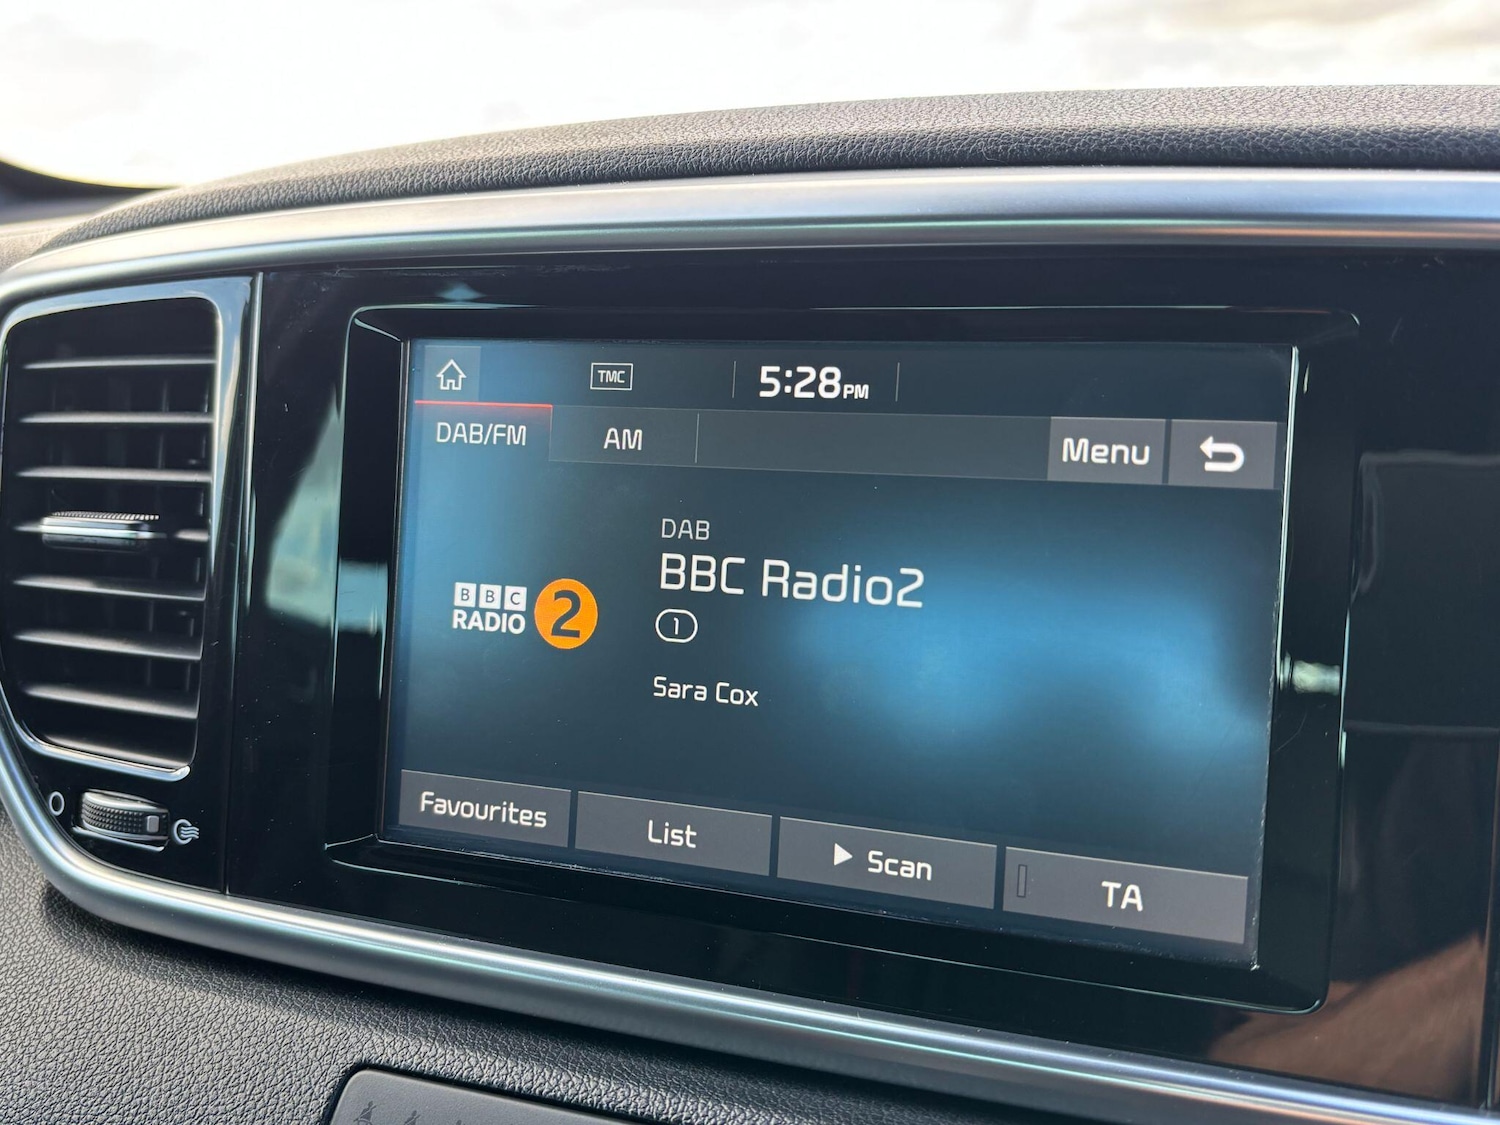 TMC
5:28PM
DAB/FM
AM
Menu
DAB
BBC Radio2
1
BBC
RADIO 2
Sara Cox
Favourites
List
Scan
TA